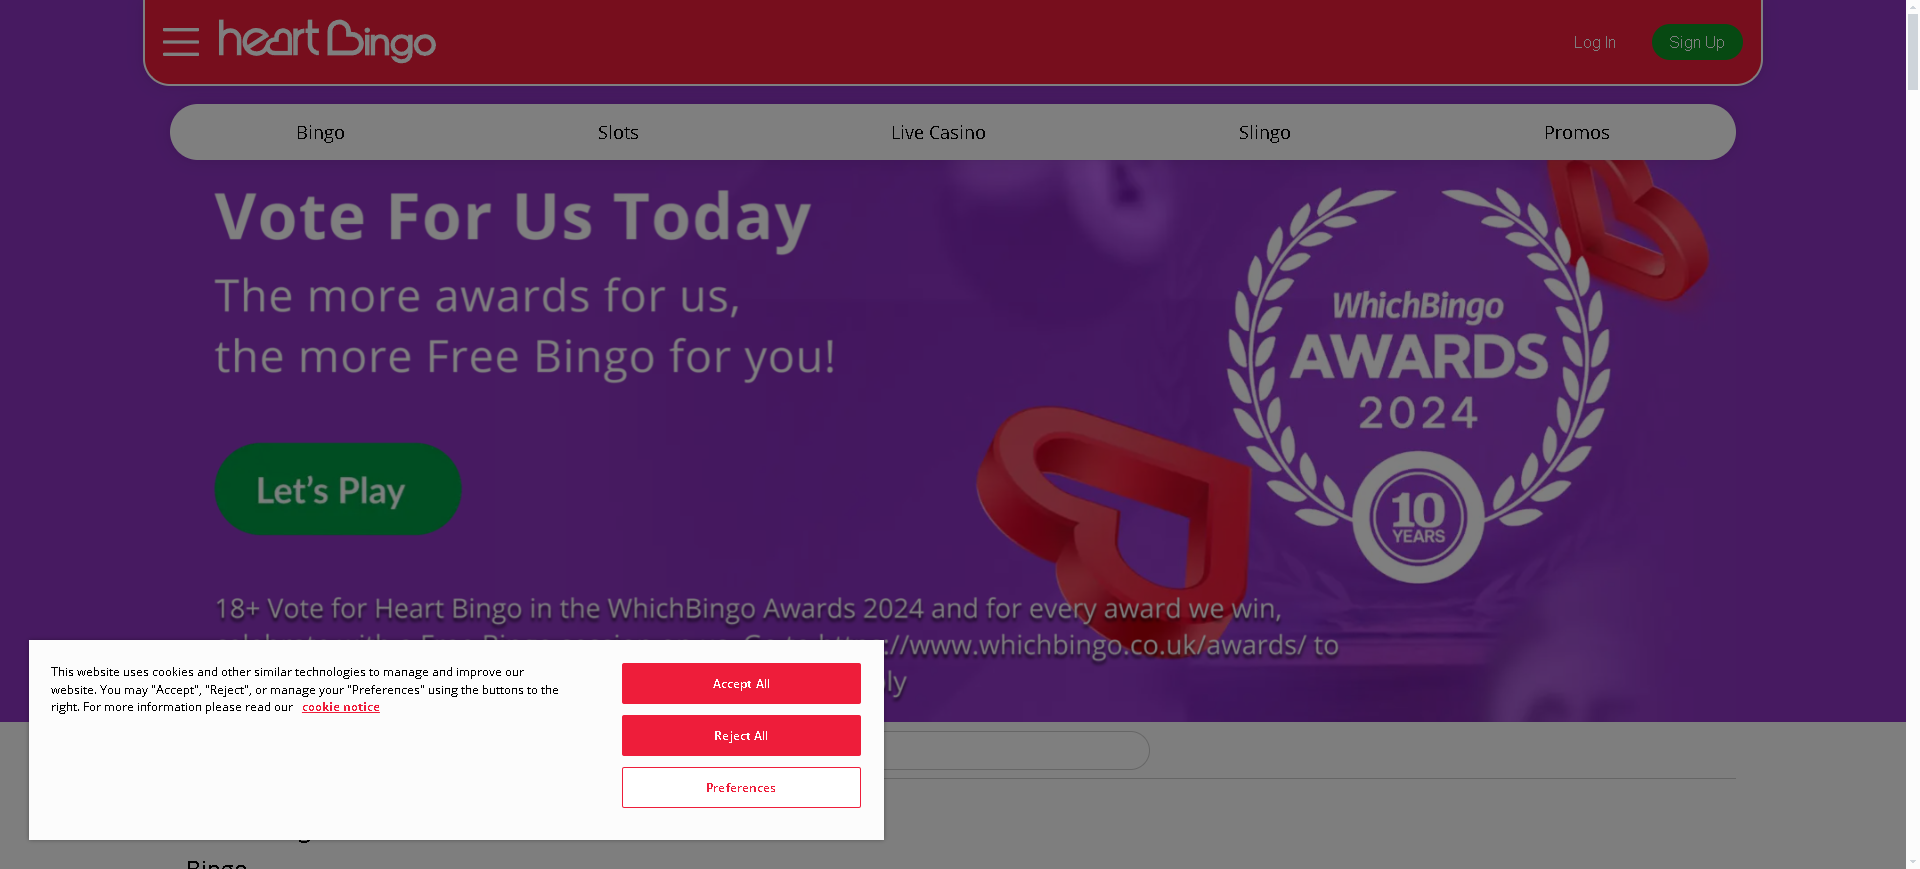 heart Bingo
Log In
Sign Up
Bingo
Slots
Live Casino
Slingo
Promos
Vote For Us Today
The more awards for us,
the more Free Bingo for you!
Let's Play
WhichBingo
AWARDS
2024
10
YEARS
18+ Vote for Heart Bingo in the WhichBingo Awards 2024 and for every award we win,
://www.whichbingo.co.uk/awards/ to
This website uses cookies and other similar technologies to manage and improve our
website. You may "Accept", "Reject", or manage your "Preferences" using the buttons to the
right. For more information please read our cookie notice
Accept All
Reject All
Preferences
Bingo